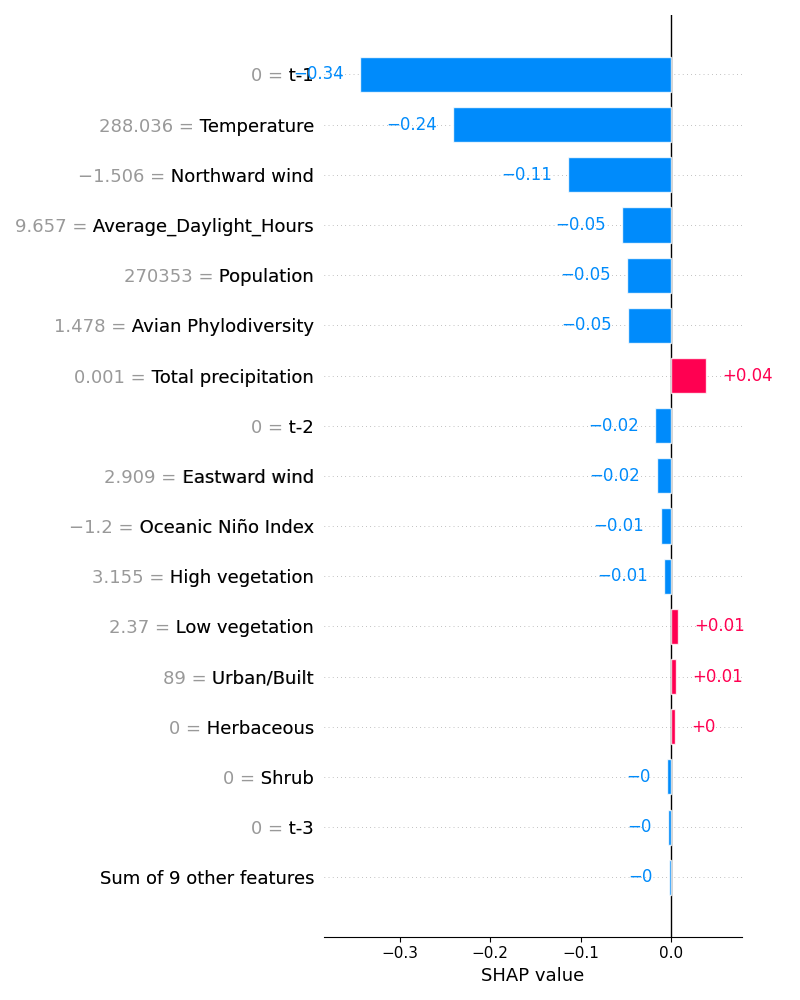 0 = t-1 −0.34
288.036 = Temperature −0.24
−1.506 = Northward wind −0.11
9.657 = Average_Daylight_Hours −0.05
270353 = Population −0.05
1.478 = Avian Phylodiversity −0.05
0.001 = Total precipitation +0.04
0 = t-2 −0.02
2.909 = Eastward wind −0.02
−1.2 = Oceanic Niño Index −0.01
3.155 = High vegetation −0.01
2.37 = Low vegetation +0.01
89 = Urban/Built +0.01
0 = Herbaceous +0
0 = Shrub −0
0 = t-3 −0
Sum of 9 other features −0
−0.3 −0.2 −0.1 0.0
SHAP value